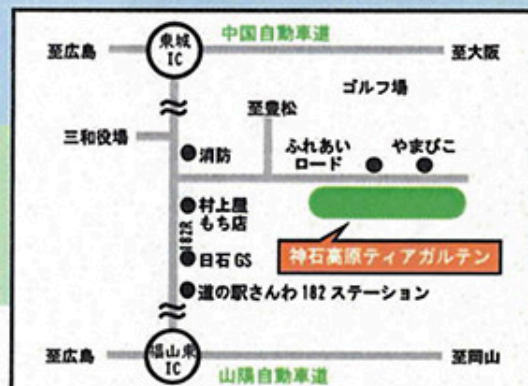 中国自動車道
至広島
東城
IC
至大阪
ゴルフ場
至豊松
三和役場
消防
ふれあい
ロード
やまびこ
村上屋
もち店
182R
日石 GS
神石高原ティアガルテン
道の駅さんわ 182 ステーション
至広島
福山東
IC
至岡山
山陽自動車道